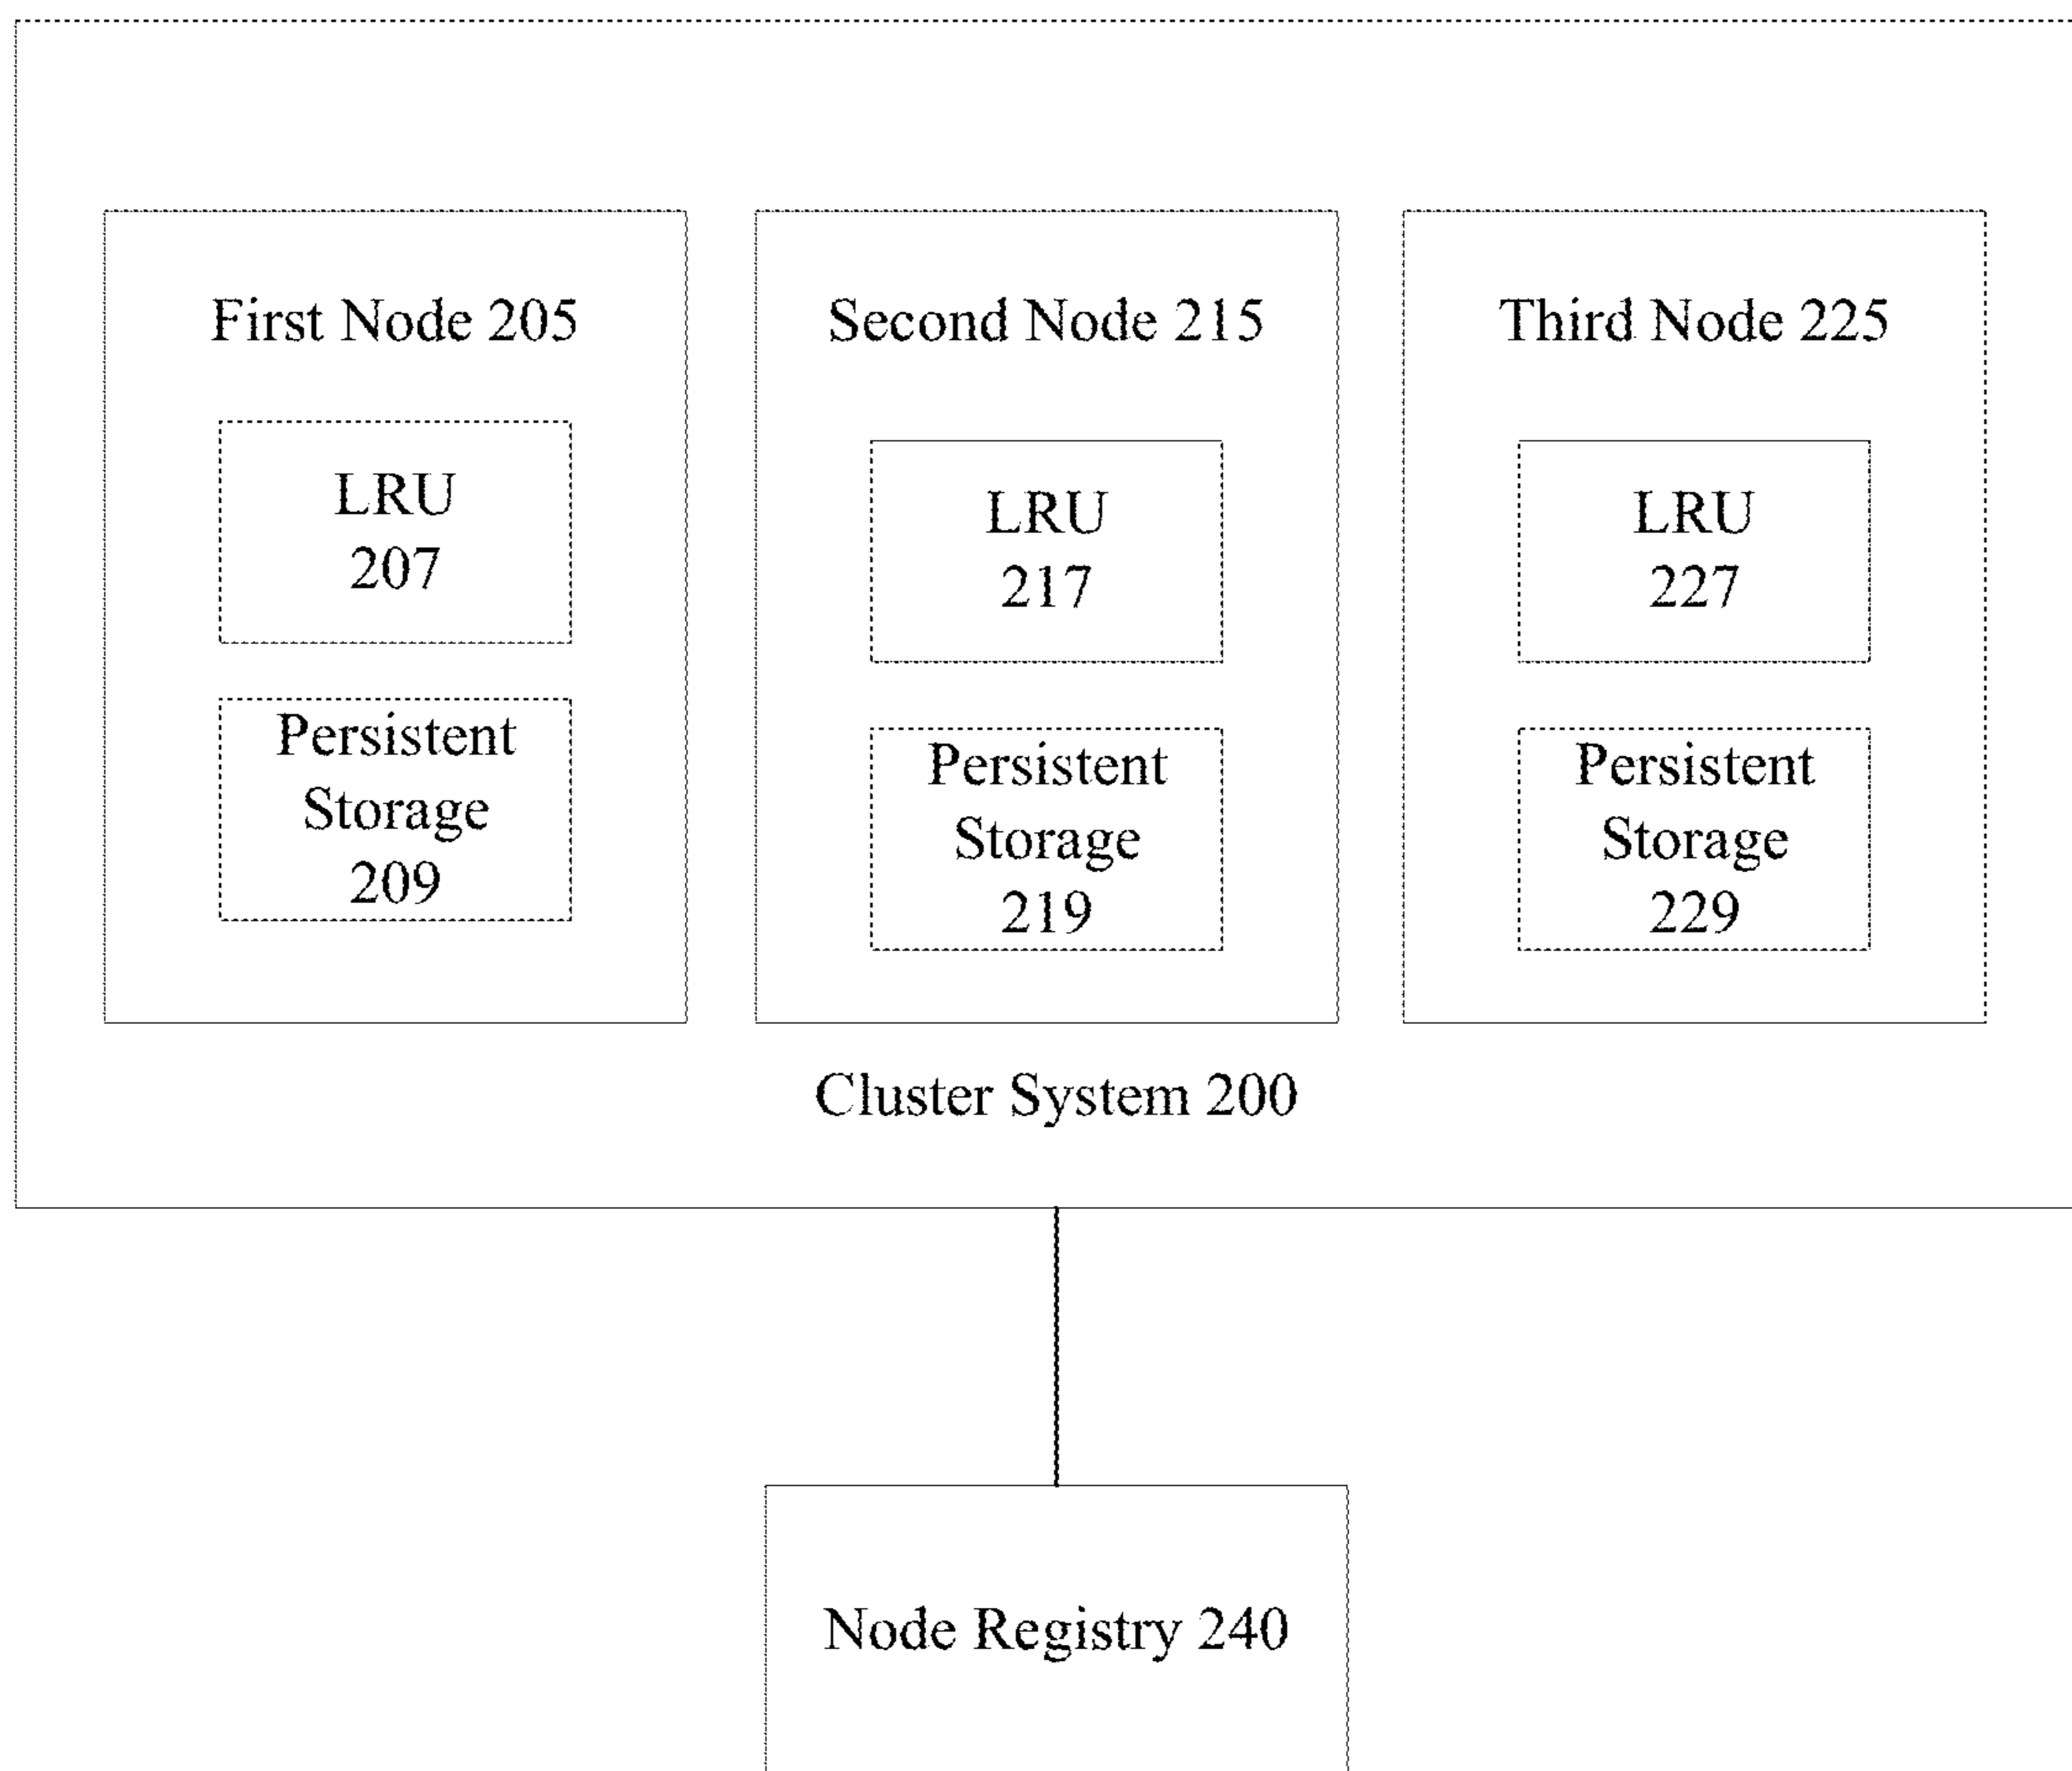 First Node 205
LRU
207
Persistent
Storage
209
Second Node 215
LRU
217
Persistent
Storage
219
Third Node 225
LRU
227
Persistent
Storage
229
Cluster System 200
Node Registry 240